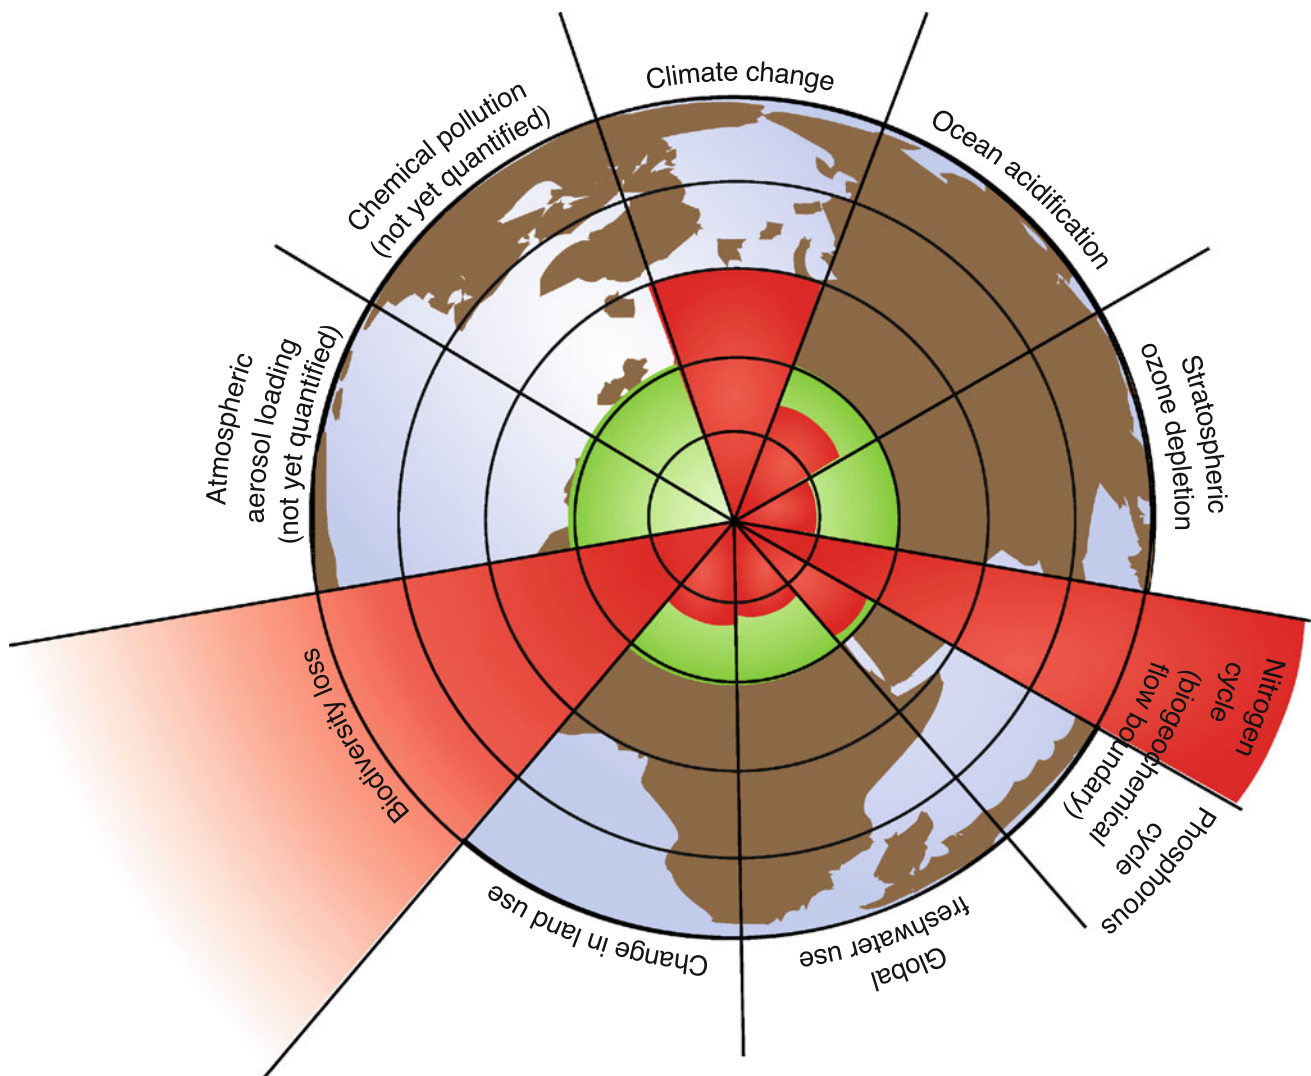 Climate change
Ocean acidification
Stratospheric
ozone depletion
Nitrogen
cycle
(biogeochemical
flow boundary)
Phosphorous
cycle
Global
freshwater use
Change in land use
Biodiversity loss
Atmospheric
aerosol loading
(not yet quantified)
Chemical pollution
(not yet quantified)